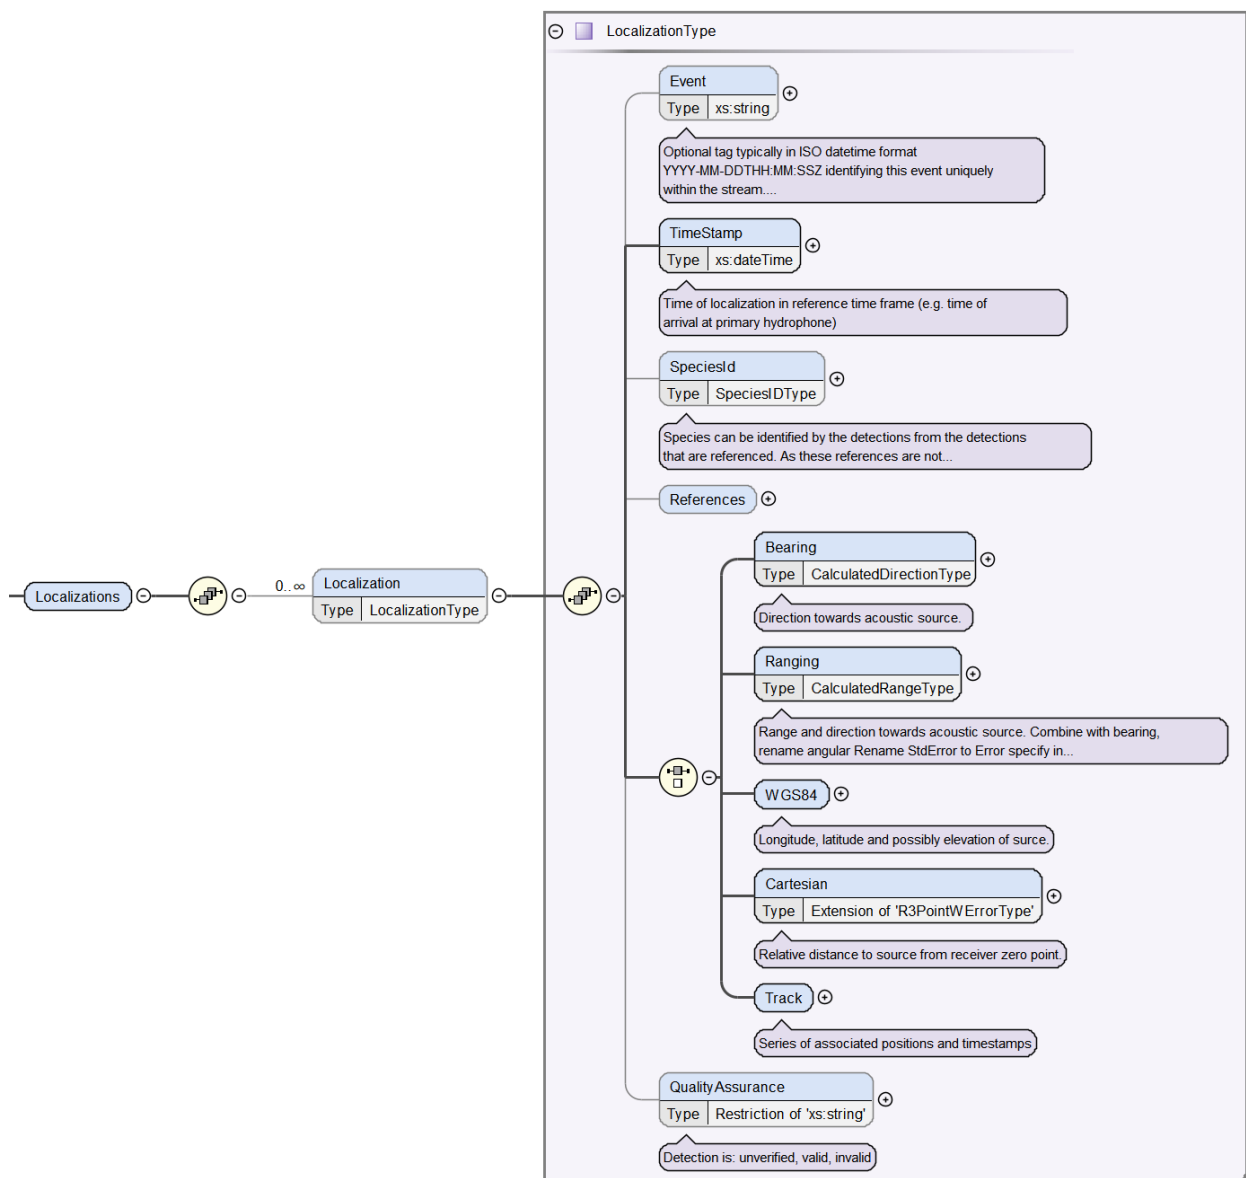 LocalizationType
Event
Type xs:string
Optional tag typically in ISO datetime format
YYYY-MM-DDTHH:MM:SSZ identifying this event uniquely
within the stream....
TimeStamp
Type xs:dateTime
Time of localization in reference time frame (e.g. time of
arrival at primary hydrophone)
SpeciesId
Type SpeciesIDType
Species can be identified by the detections from the detections
that are referenced. As these references are not...
References
Localizations
0..∞
Localization
Type LocalizationType
Bearing
Type CalculatedDirectionType
Direction towards acoustic source.
Ranging
Type CalculatedRangeType
Range and direction towards acoustic source. Combine with bearing,
rename angular Rename StdError to Error specify in...
WGS84
Longitude, latitude and possibly elevation of surce.
Cartesian
Type Extension of 'R3PointWErrorType'
Relative distance to source from receiver zero point.
Track
Series of associated positions and timestamps
QualityAssurance
Type Restriction of 'xs:string'
Detection is: unverified, valid, invalid